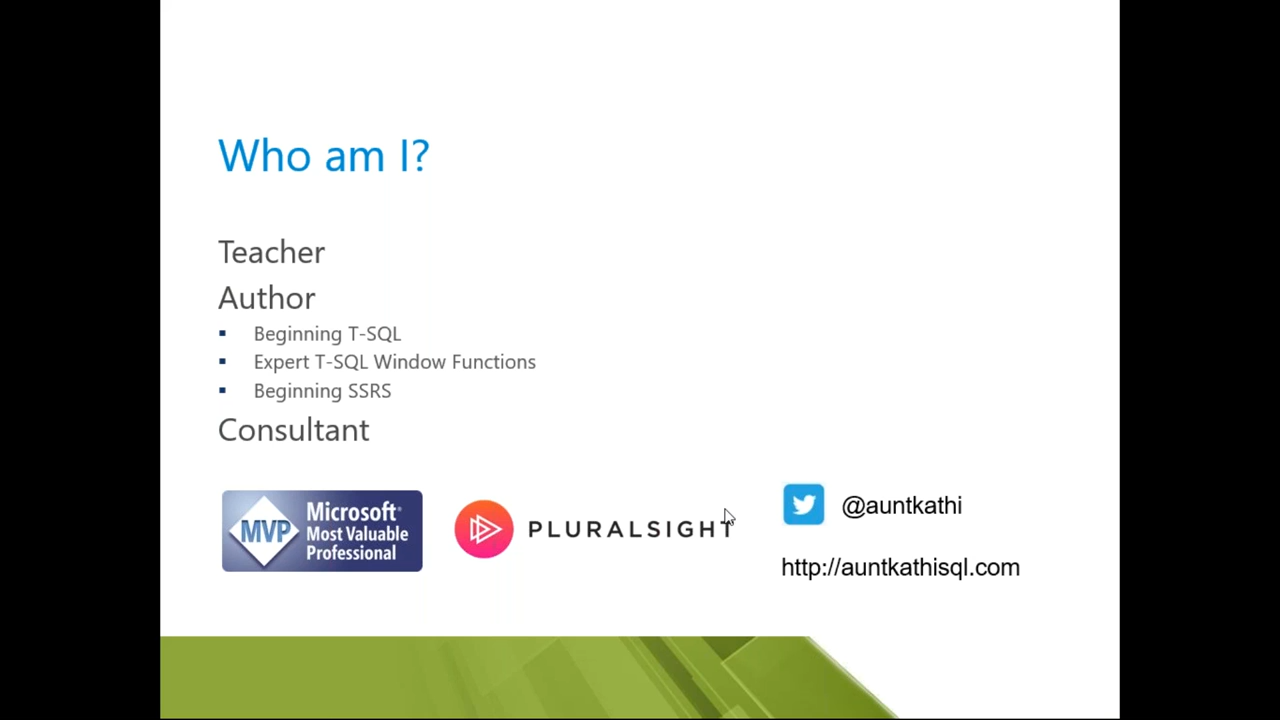 Who am I?
Teacher
Author
▪ Beginning T-SQL
▪ Expert T-SQL Window Functions
▪ Beginning SSRS
Consultant
MVP
Microsoft®
Most Valuable
Professional
PLURALSIGHT
@auntkathi
http://auntkathisql.com